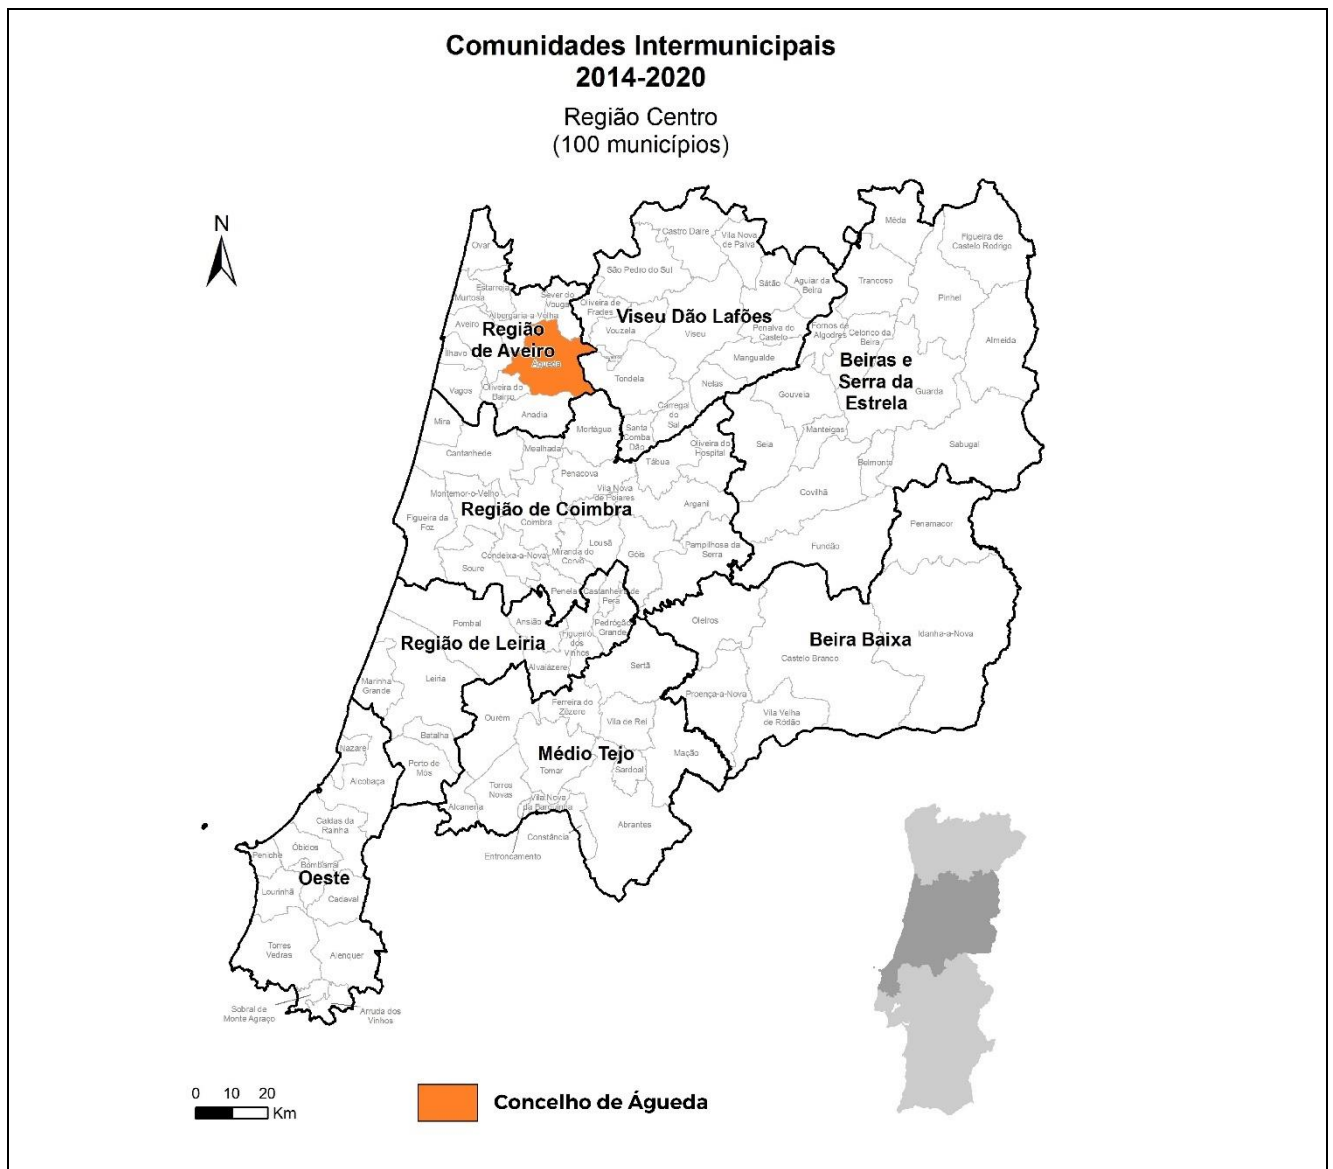 Comunidades Intermunicipais
2014-2020
Região Centro
(100 municípios)
N
Ovar
Estarreja
Murtosa
Sever do
Vouga
Albergaria-a-Velha
Aveiro
Região
de Aveiro
Ílhavo
Águeda
Vagos
Oliveira do
Bairro
Anadia
Castro Daire
Vila Nova
de Paiva
São Pedro do Sul
Sátão
Aguiar da
Beira
Oliveira de
Frades
Viseu Dão Lafões
Vouzela
Viseu
Penalva do
Castelo
Mangualde
Tondela
Nelas
Carregal
do
Sal
Santa
Comba
Dão
Mêda
Figueira de
Castelo Rodrigo
Trancoso
Pinhel
Fornos de
Algodres
Celorico da
Beira
Almeida
Beiras e
Serra da
Estrela
Guarda
Gouveia
Manteigas
Seia
Sabugal
Belmonte
Covilhã
Fundão
Mira
Cantanhede
Mortágua
Mealhada
Penacova
Tábua
Oliveira do
Hospital
Montemor-o-Velho
Vila Nova
de Poiares
Arganil
Região de Coimbra
Figueira da
Foz
Coimbra
Lousã
Condeixa-a-Nova
Miranda do
Corvo
Góis
Pampilhosa da
Serra
Soure
Penela
Castanheira de
Pera
Pombal
Ansião
Pedrógão
Grande
Figueiró
dos
Vinhos
Região de Leiria
Alvaiázere
Marinha
Grande
Leiria
Batalha
Porto de
Mós
Penamacor
Oleiros
Idanha-a-Nova
Beira Baixa
Castelo Branco
Proença-a-Nova
Vila Velha
de Ródão
Sertã
Ourém
Ferreira do
Zêzere
Vila de Rei
Médio Tejo
Mação
Tomar
Sardoal
Torres
Novas
Vila Nova
da Barquinha
Alcanena
Abrantes
Constância
Entroncamento
Nazaré
Alcobaça
Caldas da
Rainha
Óbidos
Peniche
Bombarral
Oeste
Lourinhã
Cadaval
Torres
Vedras
Alenquer
Sobral de
Monte Agraço
Arruda dos
Vinhos
0 10 20
Km
Concelho de Águeda